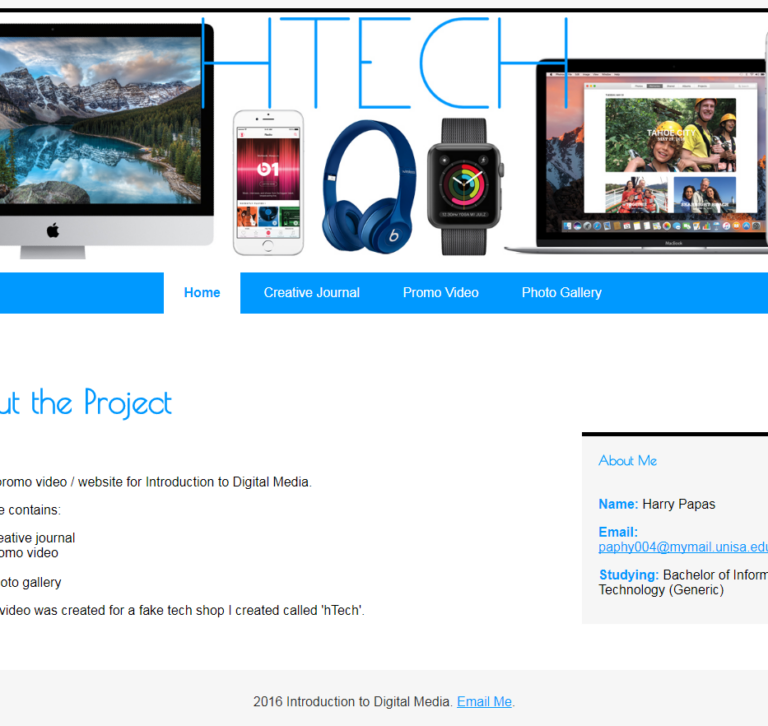 HTECH
TAHOE CITY
Home Creative Journal Promo Video Photo Gallery
ut the Project
promo video / website for Introduction to Digital Media.
e contains:
eative journal
omo video
oto gallery
video was created for a fake tech shop I created called 'hTech'.
About Me
Name: Harry Papas
Email:
paphy004@mymail.unisa.edu
Studying: Bachelor of Inform
Technology (Generic)
2016 Introduction to Digital Media. Email Me.